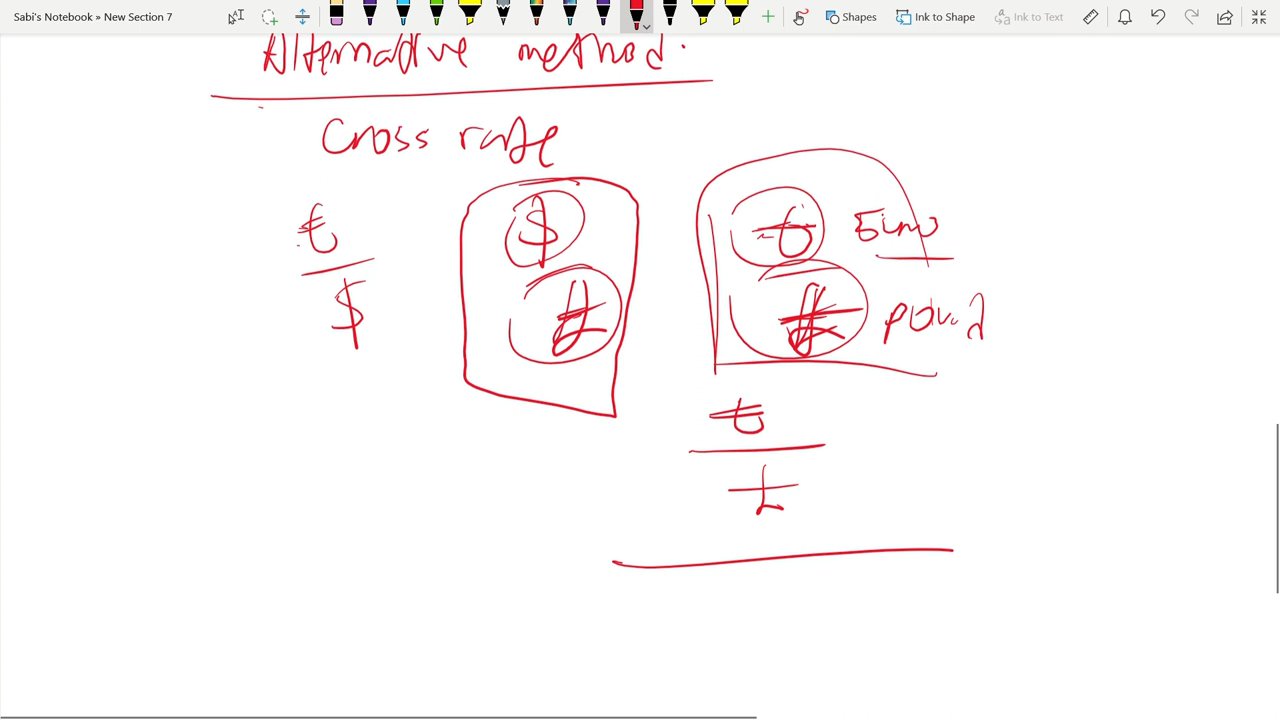 Sabi's Notebook » New Section 7
Shapes
Ink to Shape
Ink to Text
Alternative method.
Cross rate
€
$
$
£
€ Euro
£ pound
€
£